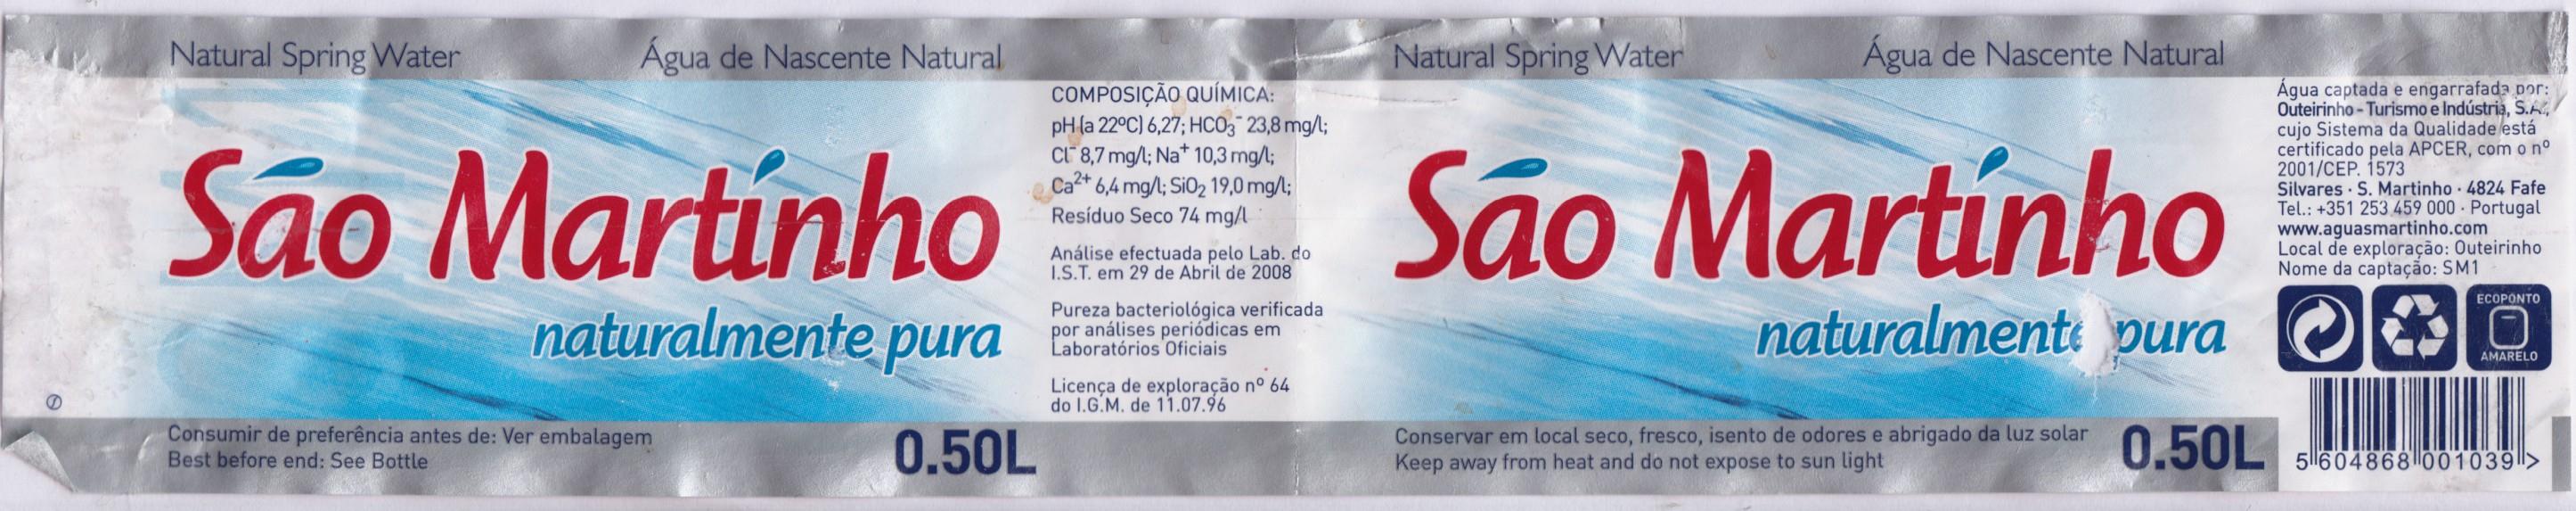 Natural Spring Water
Água de Nascente Natural
São Martinho
naturalmente pura
Consumir de preferência antes de: Ver embalagem
Best before end: See Bottle
0.50L
COMPOSIÇÃO QUÍMICA:
pH (a 22ºC) 6,27; HCO₃⁻ 23,8 mg/l;
Cl⁻ 8,7 mg/l; Na⁺ 10,3 mg/l;
Ca²⁺ 6,4 mg/l; SiO₂ 19,0 mg/l;
Resíduo Seco 74 mg/l
Análise efectuada pelo Lab. do
I.S.T. em 29 de Abril de 2008
Pureza bacteriológica verificada
por análises periódicas em
Laboratórios Oficiais
Licença de exploração nº 64
do I.G.M. de 11.07.96
Natural Spring Water
Água de Nascente Natural
São Martinho
naturalmente pura
Conservar em local seco, fresco, isento de odores e abrigado da luz solar
Keep away from heat and do not expose to sun light
0.50L
Água captada e engarrafada por:
Outeirinho - Turismo e Indústria, S.A.,
cujo Sistema da Qualidade está
certificado pela APCER, com o nº
2001/CEP. 1573
Silvares · S. Martinho · 4824 Fafe
Tel.: +351 253 459 000 · Portugal
www.aguasmartinho.com
Local de exploração: Outeirinho
Nome da captação: SM1
ECOPONTO
AMARELO
5 604868 001039 >